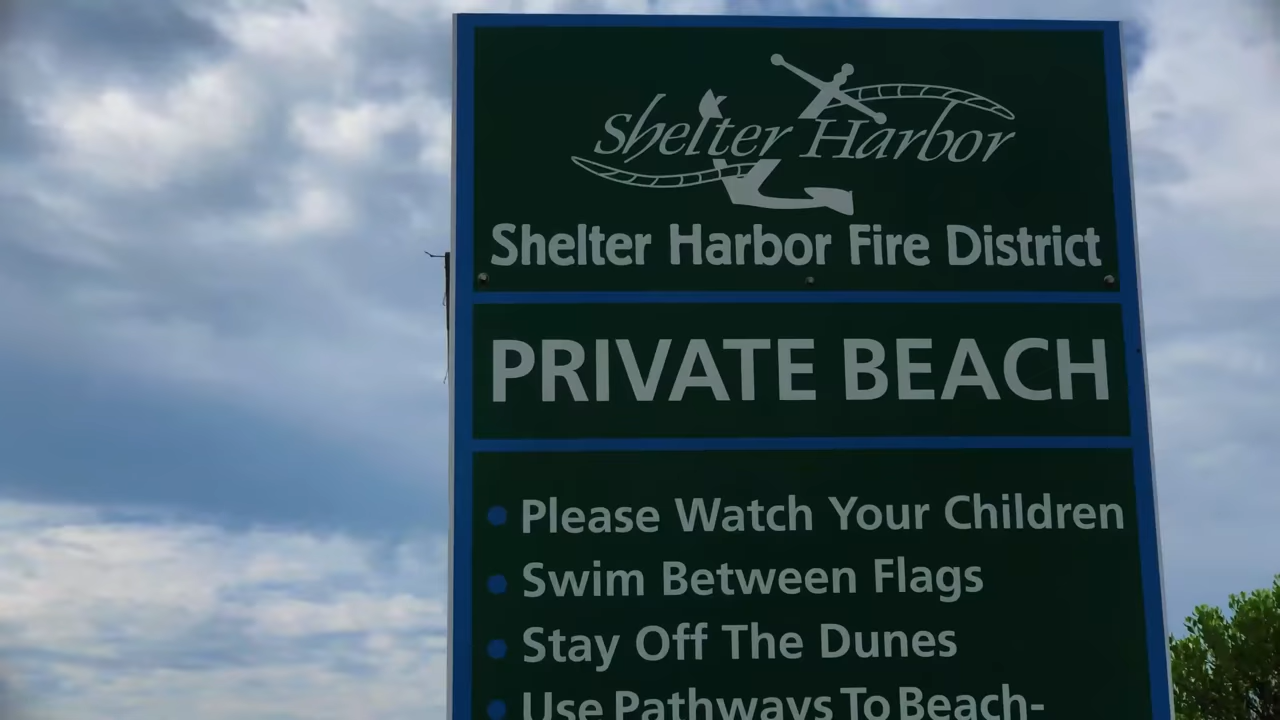 Shelter Harbor
Shelter Harbor Fire District
PRIVATE BEACH
Please Watch Your Children
Swim Between Flags
Stay Off The Dunes
Use Pathways To Beach-